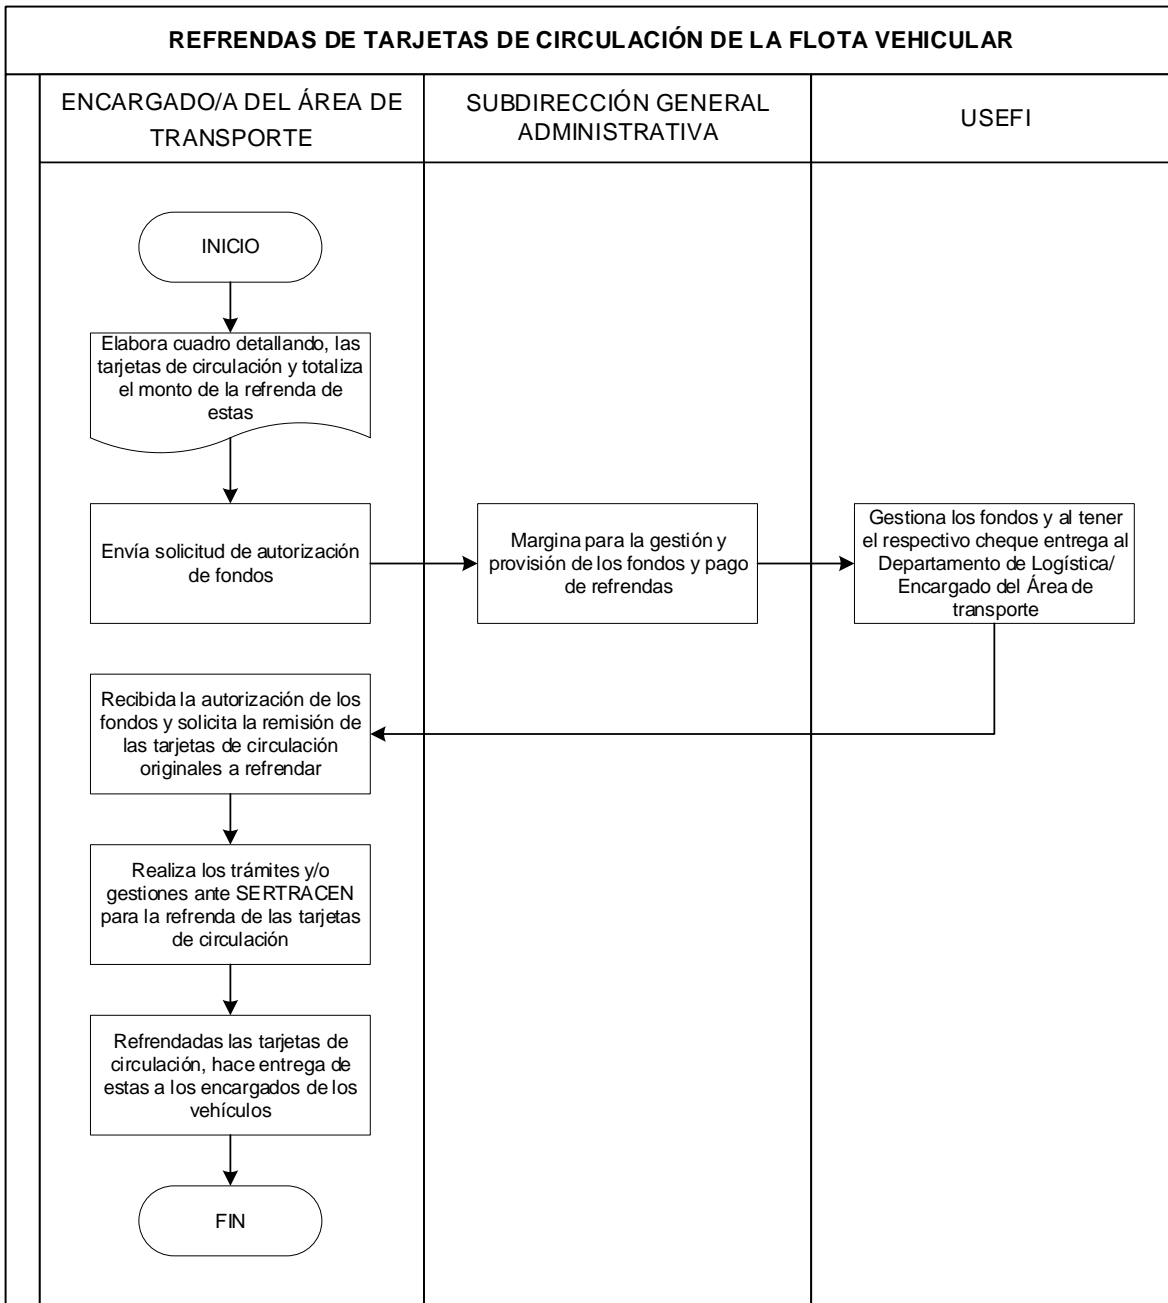 REFRENDAS DE TARJETAS DE CIRCULACIÓN DE LA FLOTA VEHICULAR
ENCARGADO/A DEL ÁREA DE
TRANSPORTE
SUBDIRECCIÓN GENERAL
ADMINISTRATIVA
USEFI
INICIO
Elabora cuadro detallando, las
tarjetas de circulación y totaliza
el monto de la refrenda de
estas
Envía solicitud de autorización
de fondos
Margina para la gestión y
provisión de los fondos y pago
de refrendas
Gestiona los fondos y al tener
el respectivo cheque entrega al
Departamento de Logística/
Encargado del Área de
transporte
Recibida la autorización de los
fondos y solicita la remisión de
las tarjetas de circulación
originales a refrendar
Realiza los trámites y/o
gestiones ante SERTRACEN
para la refrenda de las tarjetas
de circulación
Refrendadas las tarjetas de
circulación, hace entrega de
estas a los encargados de los
vehículos
FIN